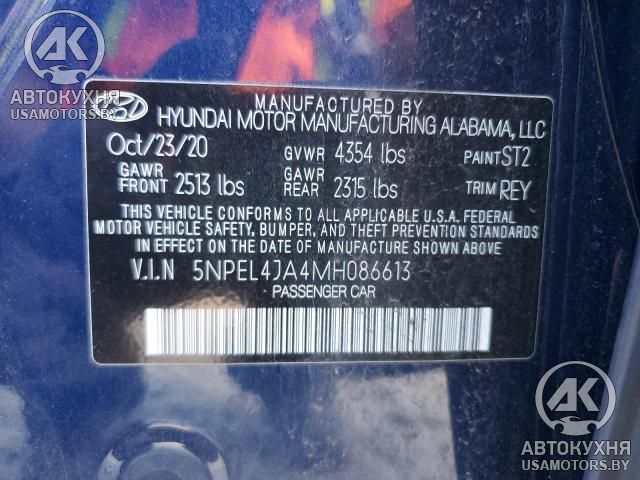 АВТОКУХНЯ
USAMOTORS.BY
MANUFACTURED BY
HYUNDAI MOTOR MANUFACTURING ALABAMA, LLC
Oct/23/20 GVWR 4354 lbs PAINT ST2
GAWR FRONT 2513 lbs GAWR REAR 2315 lbs TRIM REY
THIS VEHICLE CONFORMS TO ALL APPLICABLE U.S.A. FEDERAL
MOTOR VEHICLE SAFETY, BUMPER, AND THEFT PREVENTION STANDARDS
IN EFFECT ON THE DATE OF MANUFACTURE SHOWN ABOVE.
V.I.N 5NPEL4JA4MH086613
PASSENGER CAR
АК
АВТОКУХНЯ
USAMOTORS.BY